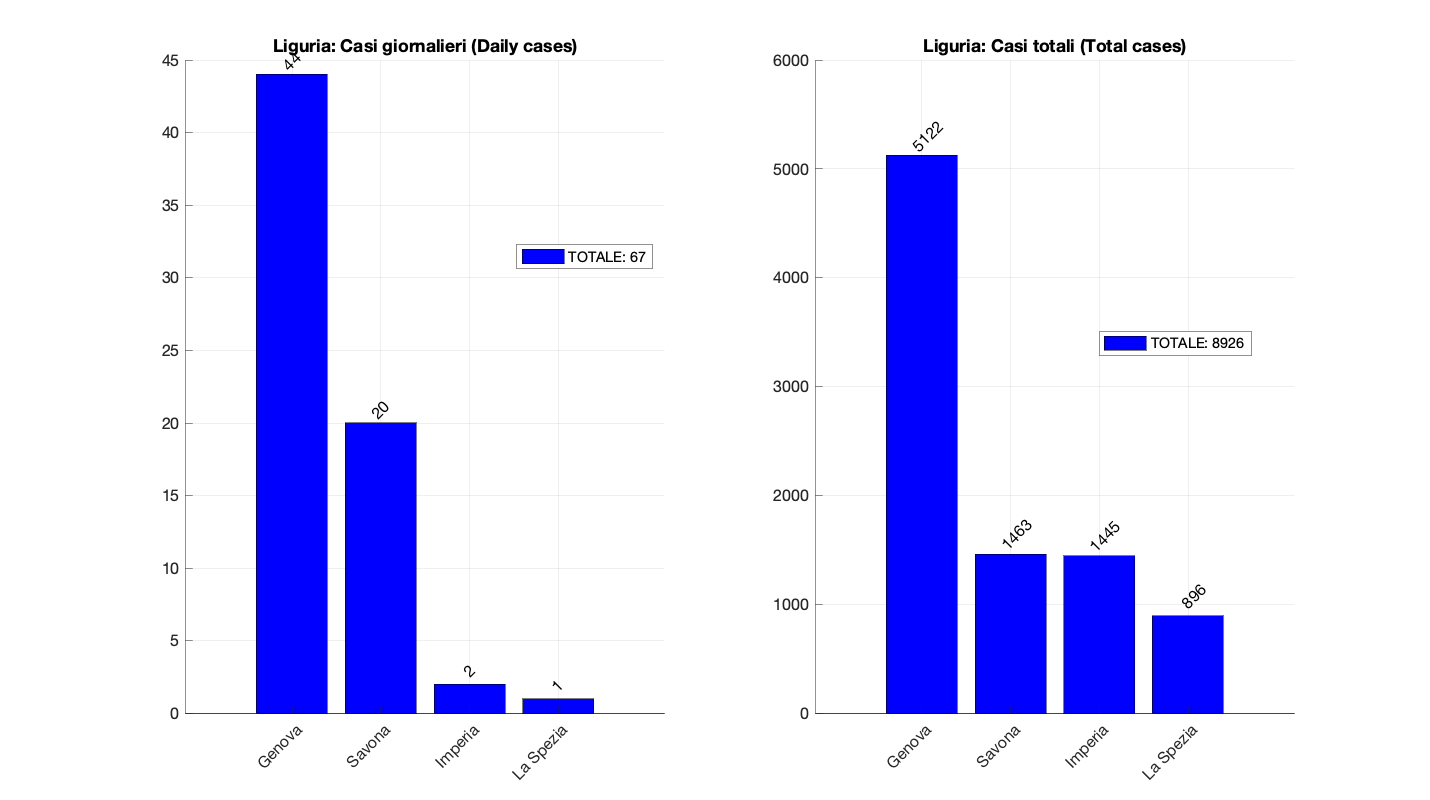 Liguria: Casi giornalieri (Daily cases)
45
40
35
30
25
20
15
10
5
0
44
20
2
1
TOTALE: 67
Genova
Savona
Imperia
La Spezia
Liguria: Casi totali (Total cases)
6000
5000
4000
3000
2000
1000
0
5122
1463
1445
896
TOTALE: 8926
Genova
Savona
Imperia
La Spezia